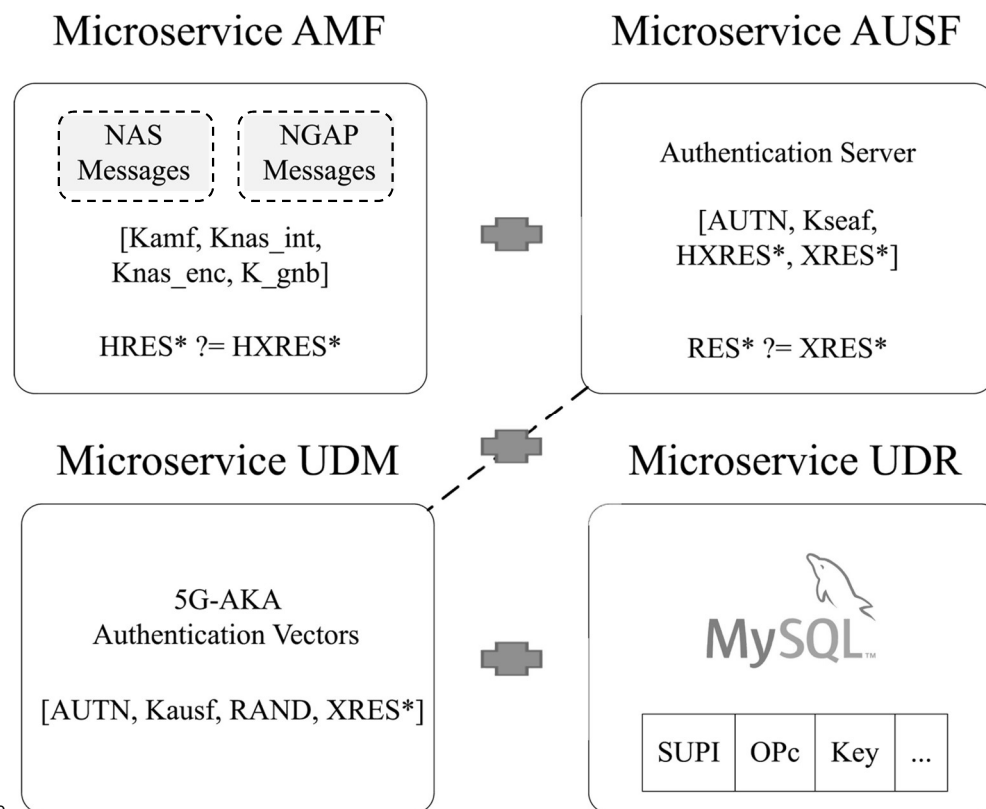 Microservice AMF
NAS
Messages
NGAP
Messages
[Kamf, Knas_int,
Knas_enc, K_gnb]
HRES* ?= HXRES*
Microservice AUSF
Authentication Server
[AUTN, Kseaf,
HXRES*, XRES*]
RES* ?= XRES*
Microservice UDM
5G-AKA
Authentication Vectors
[AUTN, Kausf, RAND, XRES*]
Microservice UDR
MySQL™
SUPI OPc Key ...